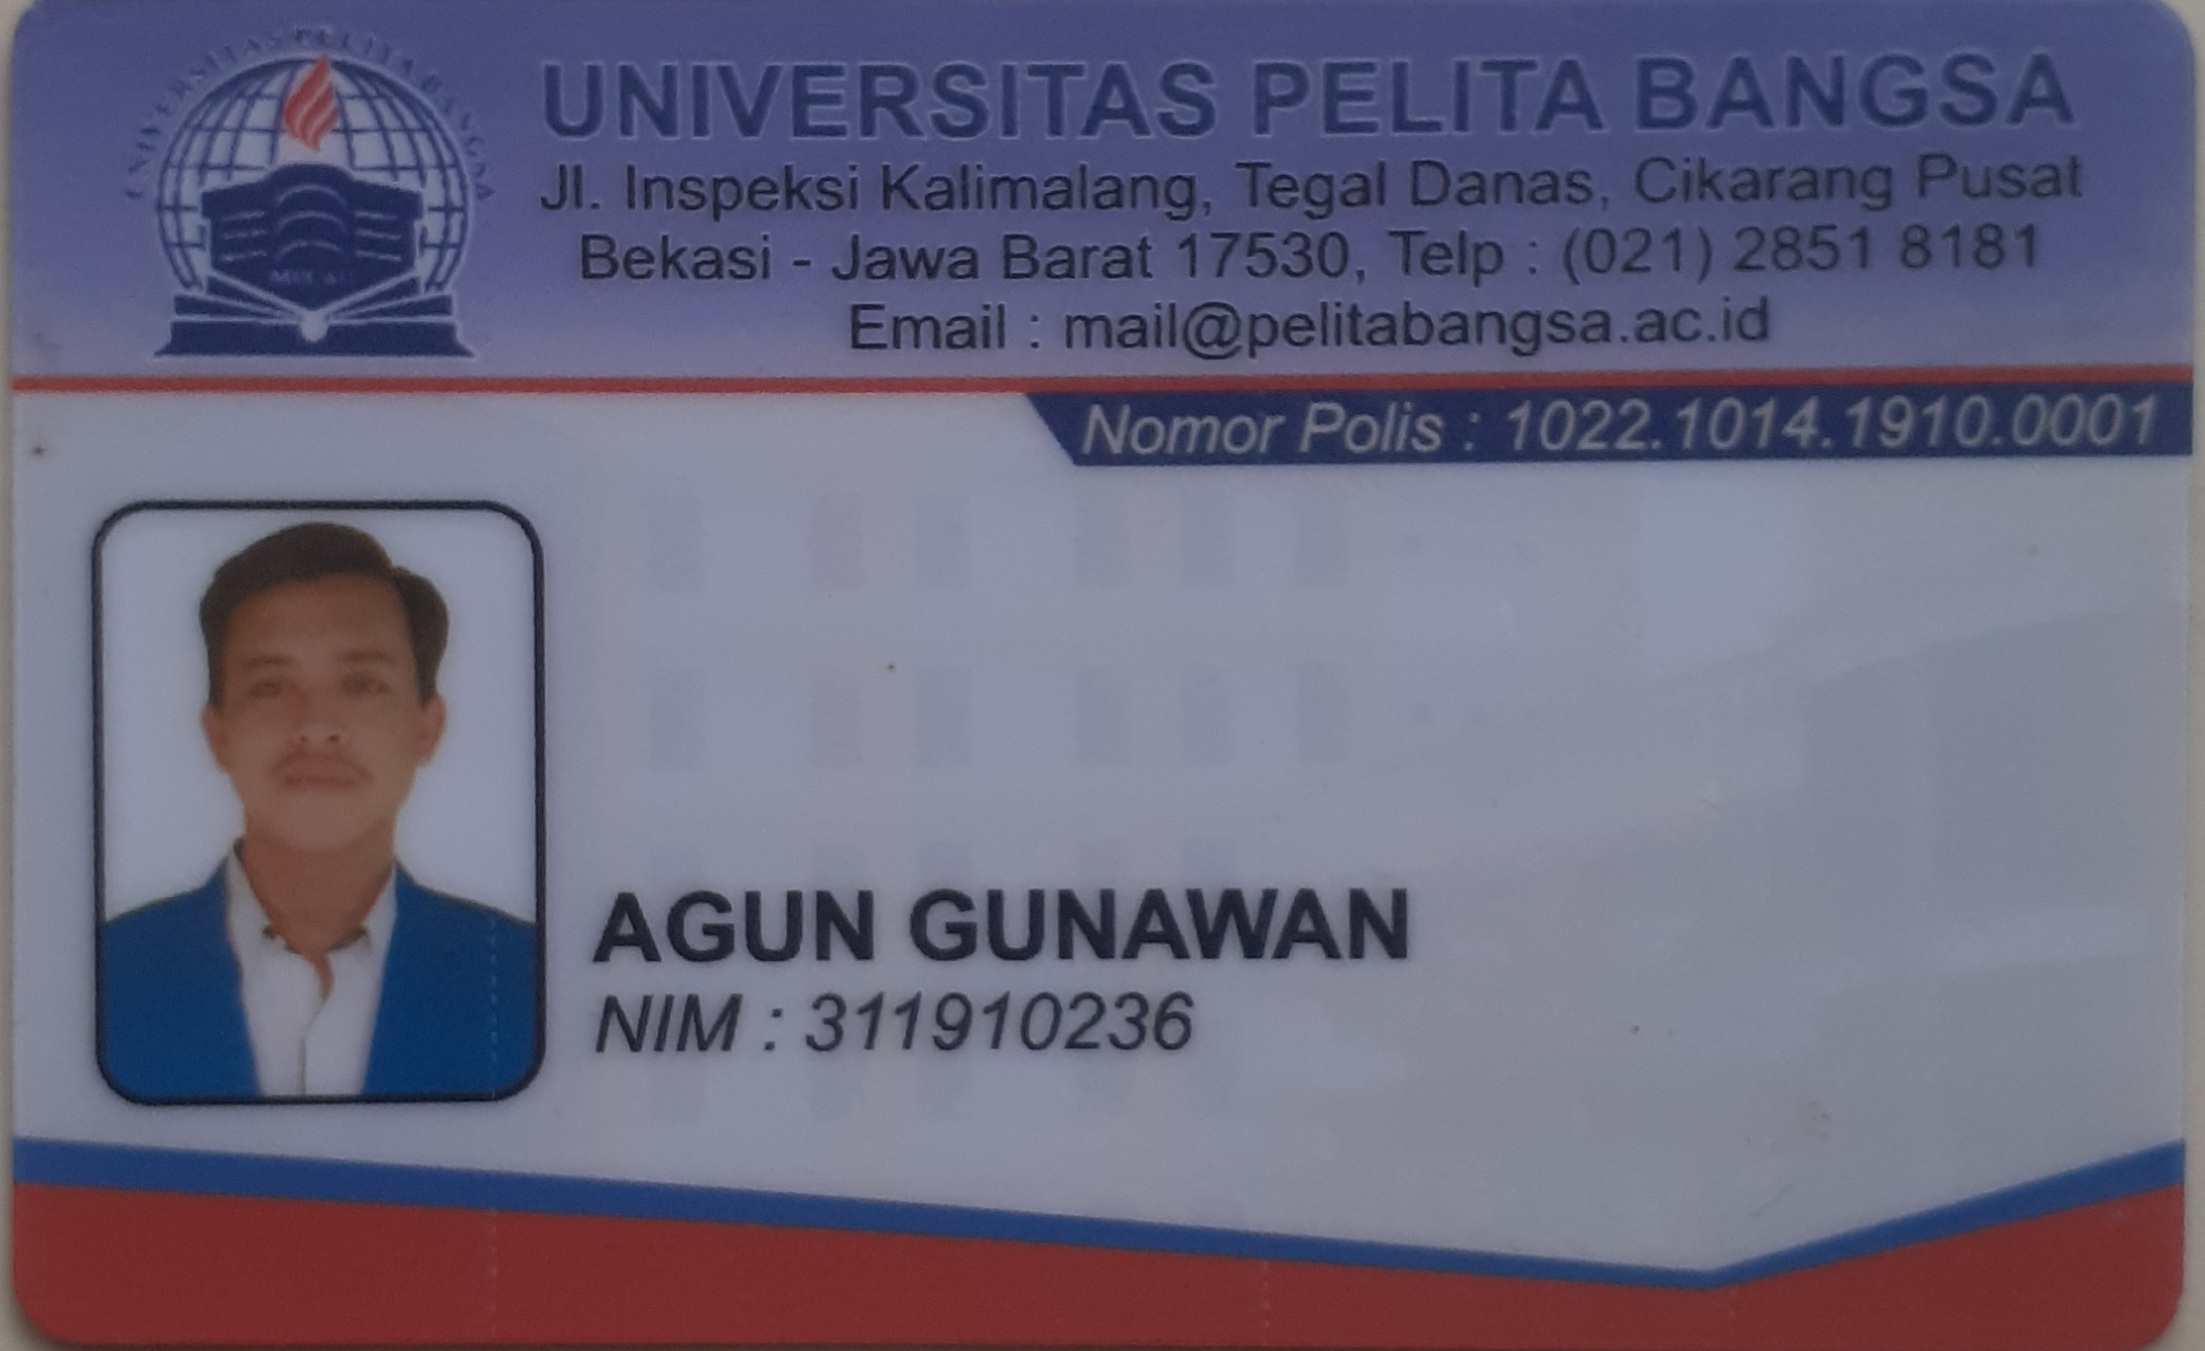 UNIVERSITAS PELITA BANGSA
UNIVERSITAS PELITA BANGSA
Jl. Inspeksi Kalimalang, Tegal Danas, Cikarang Pusat
Bekasi - Jawa Barat 17530, Telp : (021) 2851 8181
Email : mail@pelitabangsa.ac.id
Nomor Polis : 1022.1014.1910.0001
AGUN GUNAWAN
NIM : 311910236